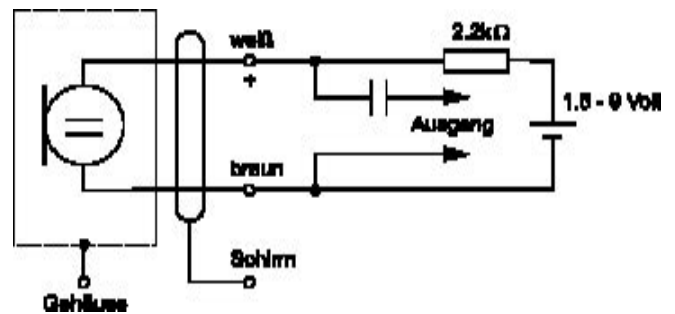 weiß
2.2kΩ
+
1.5 - 9 Volt
Ausgang
braun
Schirm
Gehäuse